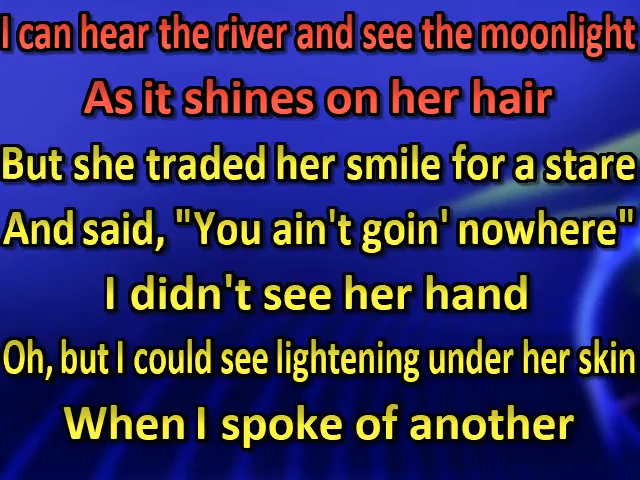 I can hear the river and see the moonlight
As it shines on her hair
But she traded her smile for a stare
And said, "You ain't goin' nowhere"
I didn't see her hand
Oh, but I could see lightening under her skin
When I spoke of another